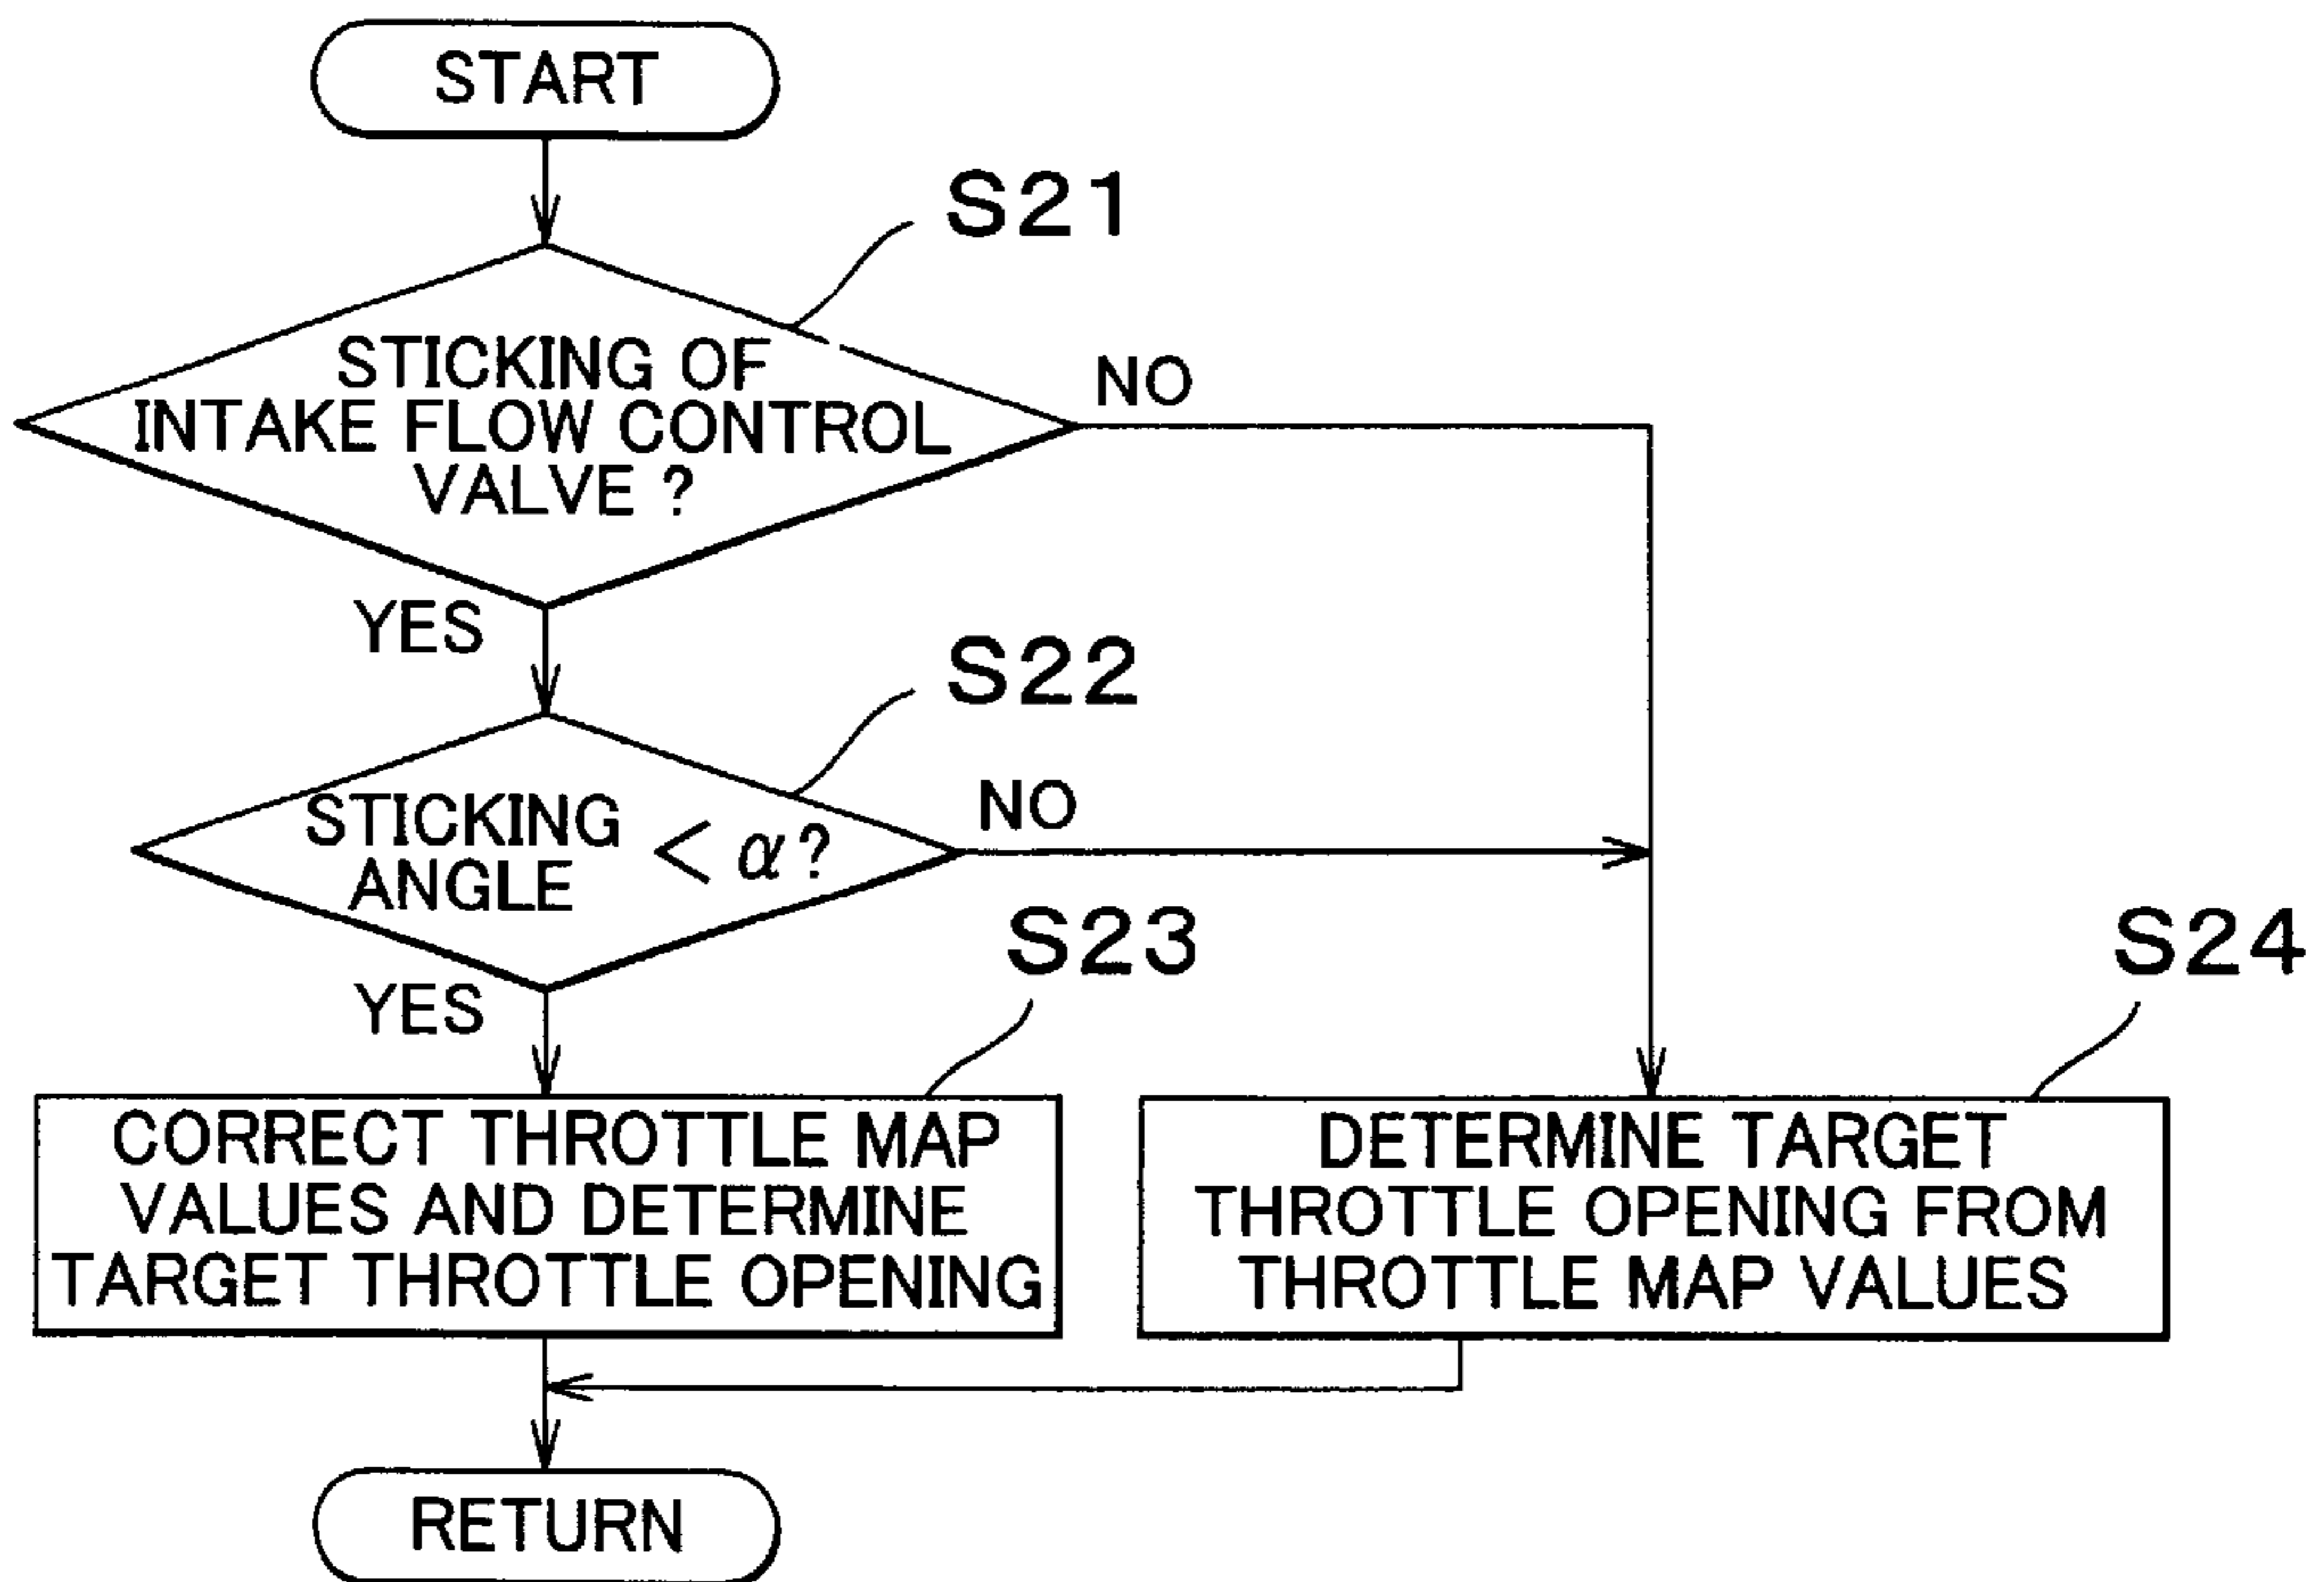 START
S21
STICKING OF
INTAKE FLOW CONTROL
VALVE ?
NO
YES
S22
STICKING
ANGLE
< α ?
NO
YES
S23
S24
CORRECT THROTTLE MAP
VALUES AND DETERMINE
TARGET THROTTLE OPENING
DETERMINE TARGET
THROTTLE OPENING FROM
THROTTLE MAP VALUES
RETURN